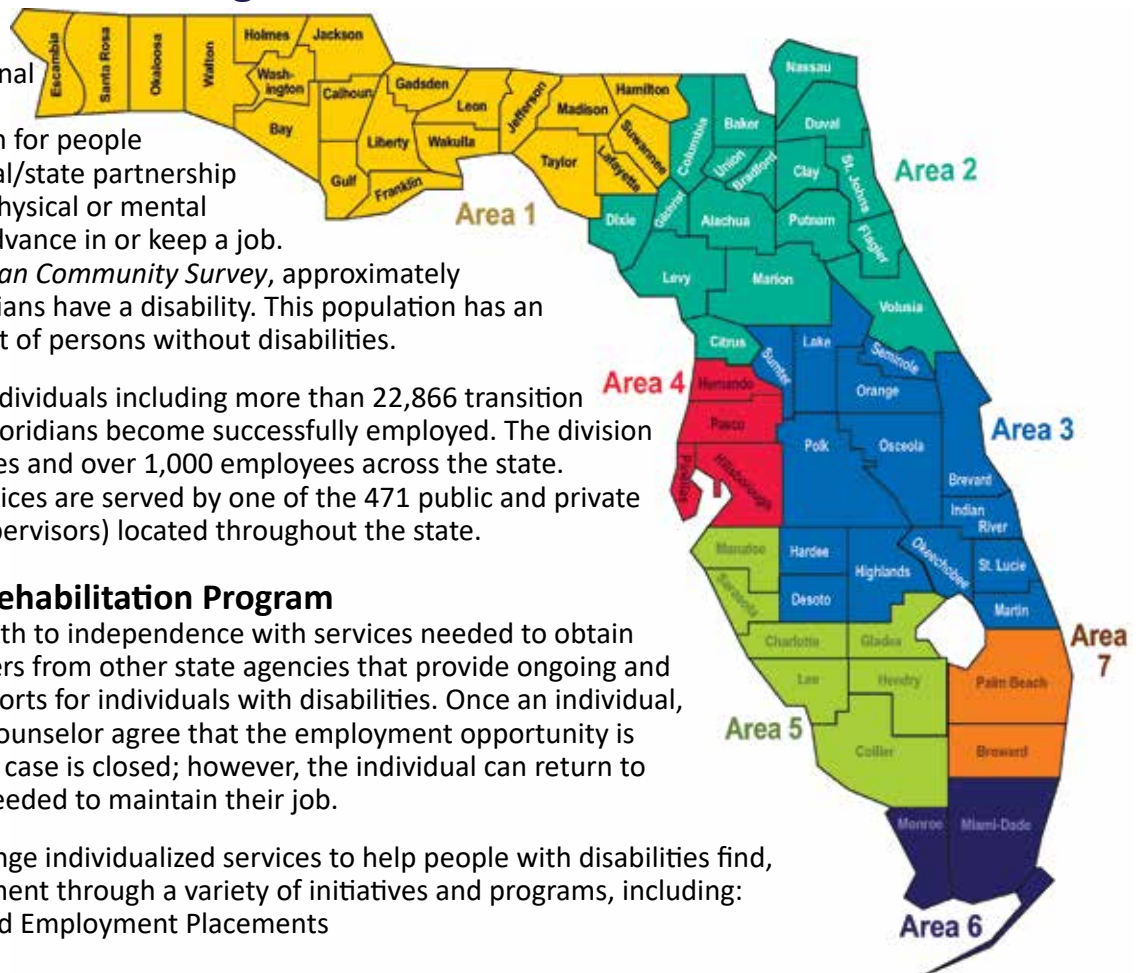 Escambia
Santa Rosa
Okaloosa
Walton
Holmes
Jackson
Wash-
ington
Bay
Calhoun
Gulf
Liberty
Gadsden
Franklin
Leon
Wakulla
Jefferson
Madison
Taylor
Hamilton
Suwannee
Lafayette
Area 1
nal
n for people
al/state partnership
hysical or mental
dvance in or keep a job.
an Community Survey, approximately
ians have a disability. This population has an
t of persons without disabilities.
dividuals including more than 22,866 transition
oridians become successfully employed. The division
es and over 1,000 employees across the state.
ices are served by one of the 471 public and private
pervisors) located throughout the state.
ehabilitation Program
th to independence with services needed to obtain
ers from other state agencies that provide ongoing and
orts for individuals with disabilities. Once an individual,
ounselor agree that the employment opportunity is
case is closed; however, the individual can return to
eeded to maintain their job.
nge individualized services to help people with disabilities find,
ment through a variety of initiatives and programs, including:
d Employment Placements
Nassau
Baker
Duval
Columbia
Union
Bradford
Clay
St. Johns
Area 2
Dixie
Gilchrist
Alachua
Putnam
Flagler
Levy
Marion
Volusia
Citrus
Sumter
Lake
Seminole
Orange
Area 4
Hernando
Pasco
Pinellas
Hillsborough
Polk
Osceola
Area 3
Brevard
Indian
River
Manatee
Hardee
Highlands
Okeechobee
St. Lucie
Sarasota
Desoto
Martin
Charlotte
Glades
Area
7
Lee
Hendry
Palm Beach
Area 5
Collier
Broward
Monroe
Miami-Dade
Area 6